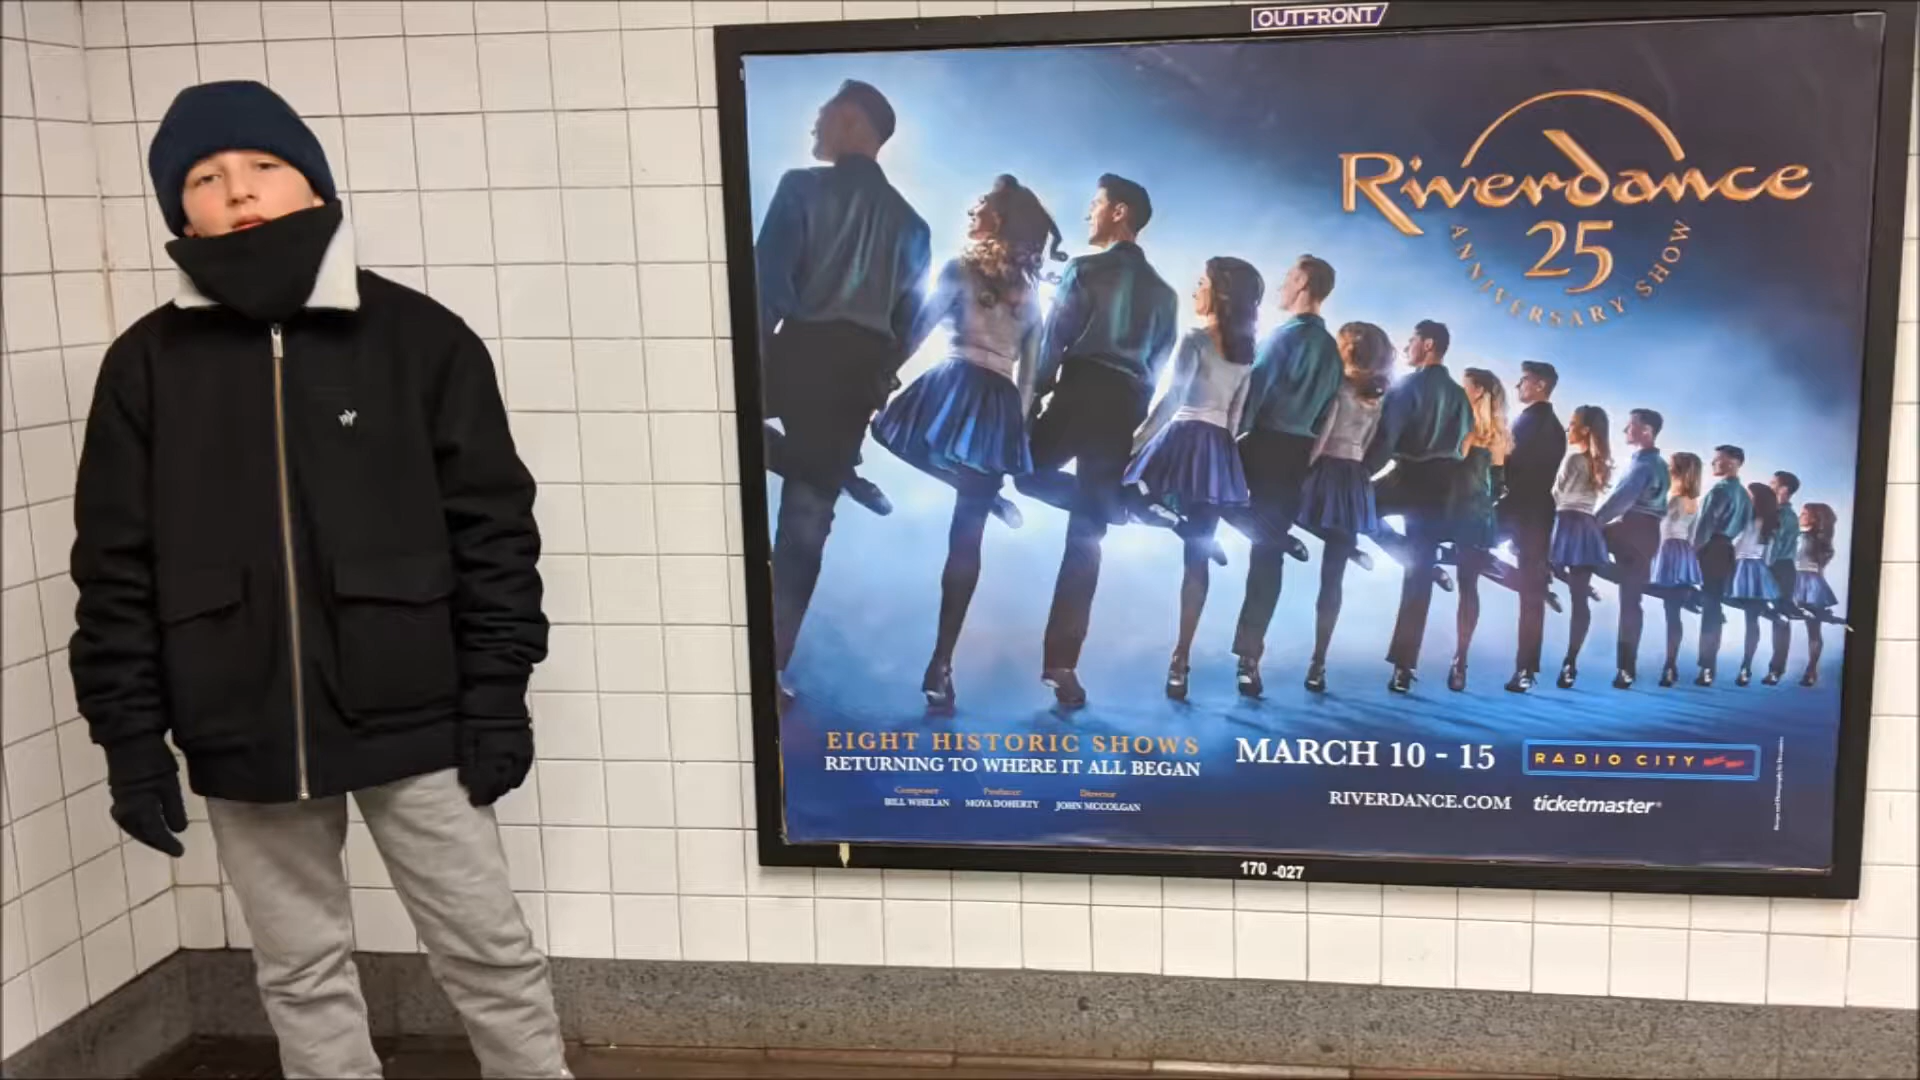 OUTFRONT
Riverdance
25
ANNIVERSARY SHOW
EIGHT HISTORIC SHOWS
RETURNING TO WHERE IT ALL BEGAN
MARCH 10 - 15
RADIO CITY
Composer
BILL WHELAN
Producer
MOYA DOHERTY
Director
JOHN MCCOLGAN
RIVERDANCE.COM
ticketmaster®
170 -027